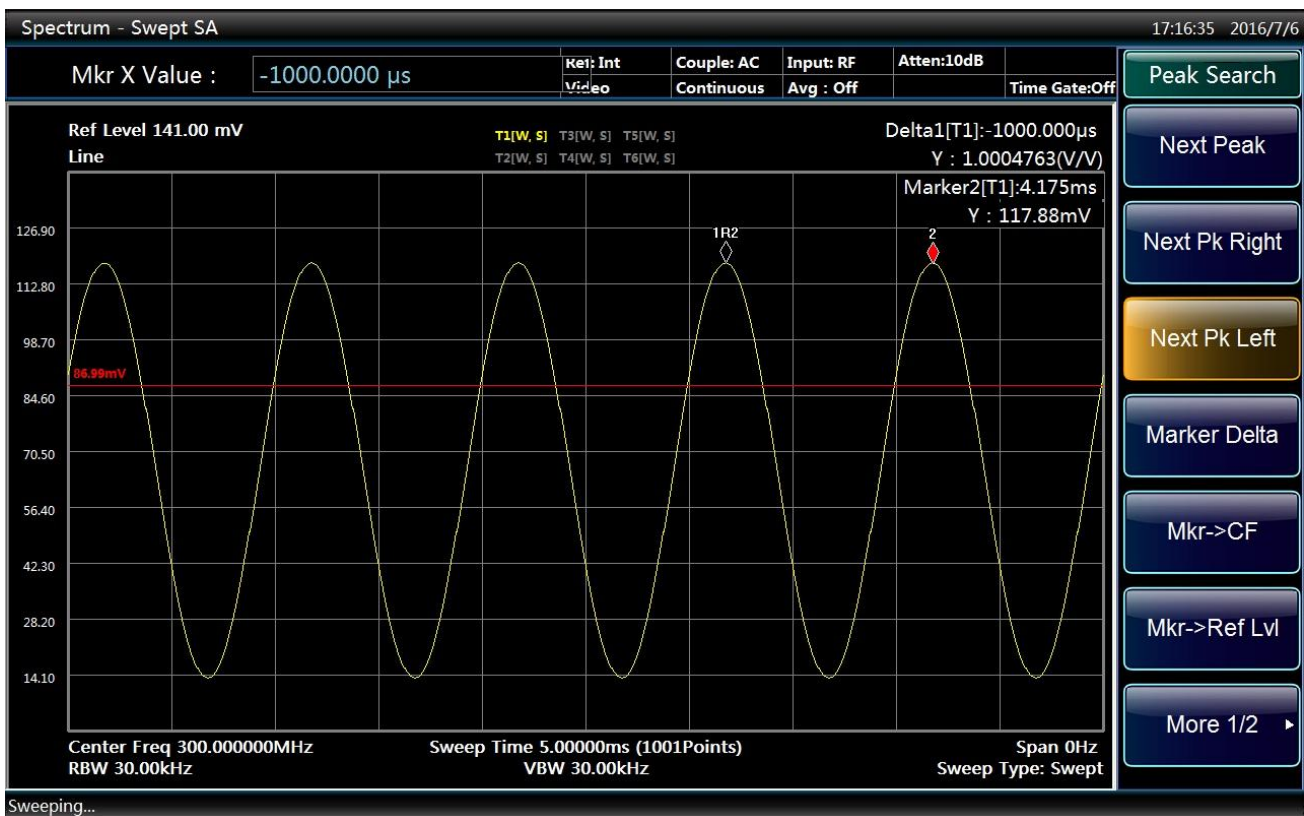 Spectrum - Swept SA
17:16:35 2016/7/6
Mkr X Value : -1000.0000 µs
Ref: Int Couple: AC Input: RF Atten:10dB
Video Continuous Avg : Off Time Gate:Off
Peak Search
Ref Level 141.00 mV
Line
T1[W, S] T3[W, S] T5[W, S]
T2[W, S] T4[W, S] T6[W, S]
Delta1[T1]:-1000.000µs
Y : 1.0004763(V/V)
Marker2[T1]:4.175ms
Y : 117.88mV
1R2
2
126.90
112.80
98.70
86.99mV
84.60
70.50
56.40
42.30
28.20
14.10
Center Freq 300.000000MHz Sweep Time 5.00000ms (1001Points) Span 0Hz
RBW 30.00kHz VBW 30.00kHz Sweep Type: Swept
Next Peak
Next Pk Right
Next Pk Left
Marker Delta
Mkr->CF
Mkr->Ref Lvl
More 1/2
Sweeping...